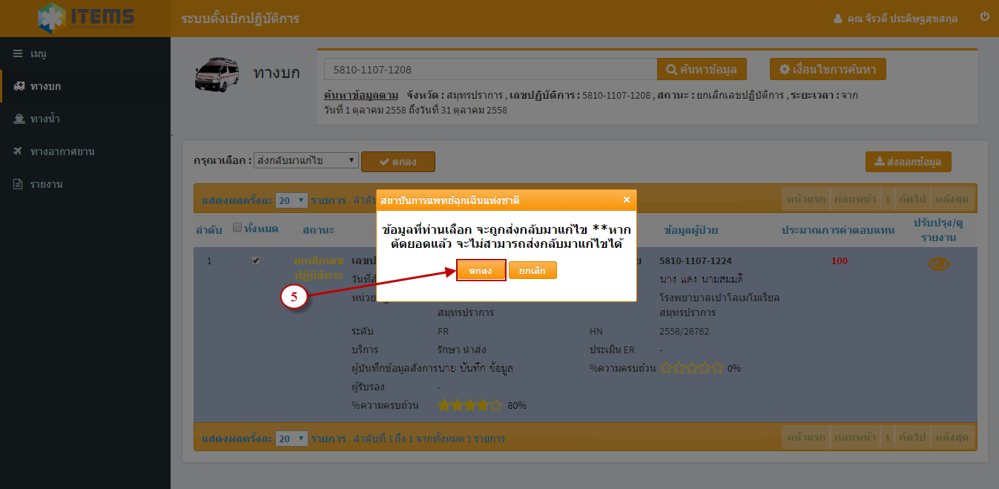 ITEMS
ระบบตั้งเบิกปฏิบัติการ
คุณ จิรวดี ประดิษฐสุขสกุล
เมนู
ทางบก
ทางน้ำ
ทางอากาศยาน
รายงาน
ทางบก
5810-1107-1208
ค้นหาข้อมูล
เงื่อนไขการค้นหา
ค้นหาข้อมูลตาม จังหวัด : สมุทรปราการ , เลขปฏิบัติการ : 5810-1107-1208 , สถานะ : ยกเลิกเลขปฏิบัติการ , ระยะเวลา : จาก
วันที่ 1 ตุลาคม 2558 ถึงวันที่ 31 ตุลาคม 2558
กรุณาเลือก : ส่งกลับมาแก้ไข ตกลง
ส่งออกข้อมูล
แสดงผลครั้งละ 20 รายการ
หน้าแรก ก่อนหน้า 1 ถัดไป หลังสุด
สถาบันการแพทย์ฉุกเฉินแห่งชาติ ×
ข้อมูลที่ท่านเลือก จะถูกส่งกลับมาแก้ไข **หาก
ตัดยอดแล้ว จะไม่สามารถส่งกลับมาแก้ไขได้
ตกลง ยกเลิก
5
ลำดับ ทั้งหมด สถานะ ข้อมูลผู้ป่วย ประมาณการค่าตอบแทน ปรับปรุง/ดู
รายงาน
1 ยกเลิกเลข
ปฏิบัติการ
5810-1107-1224 100
วันที่
นาง แดง นามสมมติ
หน่วย
โรงพยาบาลเปาโลเมโมเรียล
สมุทรปราการ สมุทรปราการ
ระดับ FR HN 2558/28762
บริการ รักษา นำส่ง ประเมิน ER -
ผู้บันทึกข้อมูลสั่งการ นาย บันทึก ข้อมูล %ความครบถ้วน 0%
ผู้รับรอง -
%ความครบถ้วน 80%
แสดงผลครั้งละ 20 รายการ ลำดับที่ 1 ถึง 1 จากทั้งหมด 1 รายการ
หน้าแรก ก่อนหน้า 1 ถัดไป หลังสุด